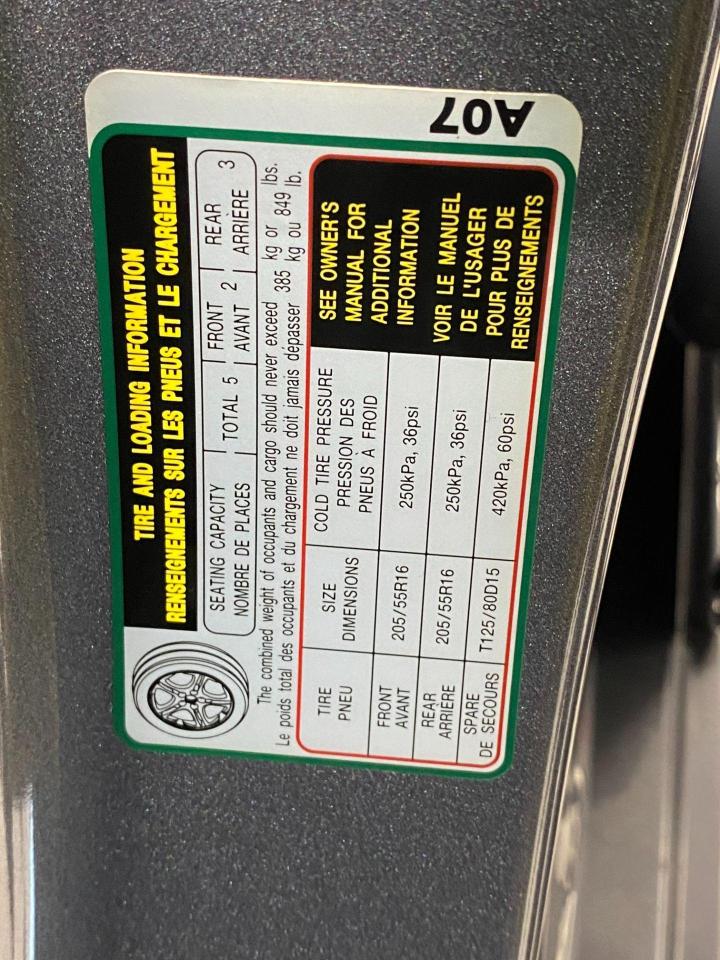 A07
TIRE AND LOADING INFORMATION
RENSEIGNEMENTS SUR LES PNEUS ET LE CHARGEMENT
SEATING CAPACITY TOTAL 5 FRONT 2 REAR 3
NOMBRE DE PLACES AVANT ARRIÈRE
The combined weight of occupants and cargo should never exceed 385 kg or 849 lbs.
Le poids total des occupants et du chargement ne doit jamais dépasser 385 kg ou 849 lb.
TIRE SIZE COLD TIRE PRESSURE
PNEU DIMENSIONS PRESSION DES
PNEUS À FROID
FRONT
AVANT 205/55R16 250kPa, 36psi
REAR
ARRIÈRE 205/55R16 250kPa, 36psi
SPARE
DE SECOURS T125/80D15 420kPa, 60psi
SEE OWNER'S
MANUAL FOR
ADDITIONAL
INFORMATION
VOIR LE MANUEL
DE L'USAGER
POUR PLUS DE
RENSEIGNEMENTS